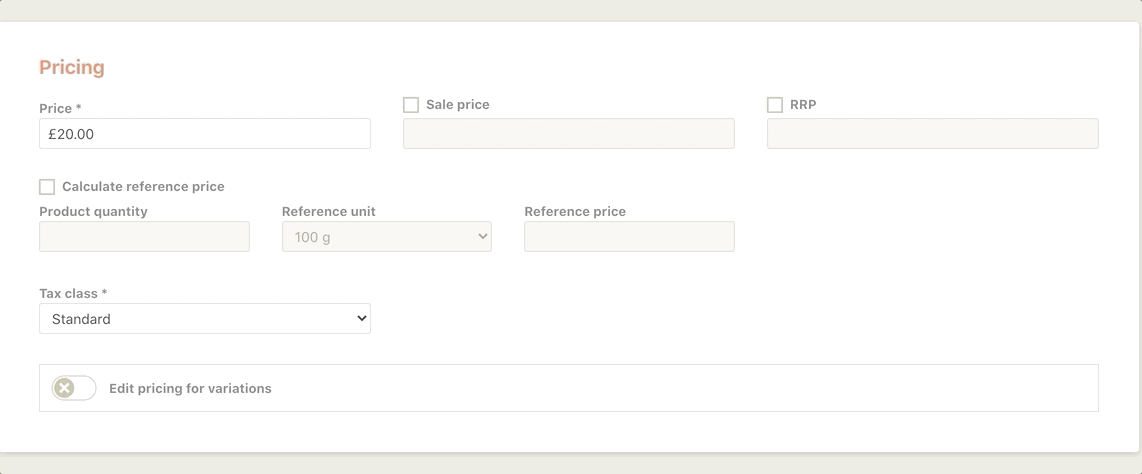 Pricing
Price *
Sale price
RRP
£20.00
Calculate reference price
Product quantity
Reference unit
Reference price
100 g
Tax class *
Standard
Edit pricing for variations